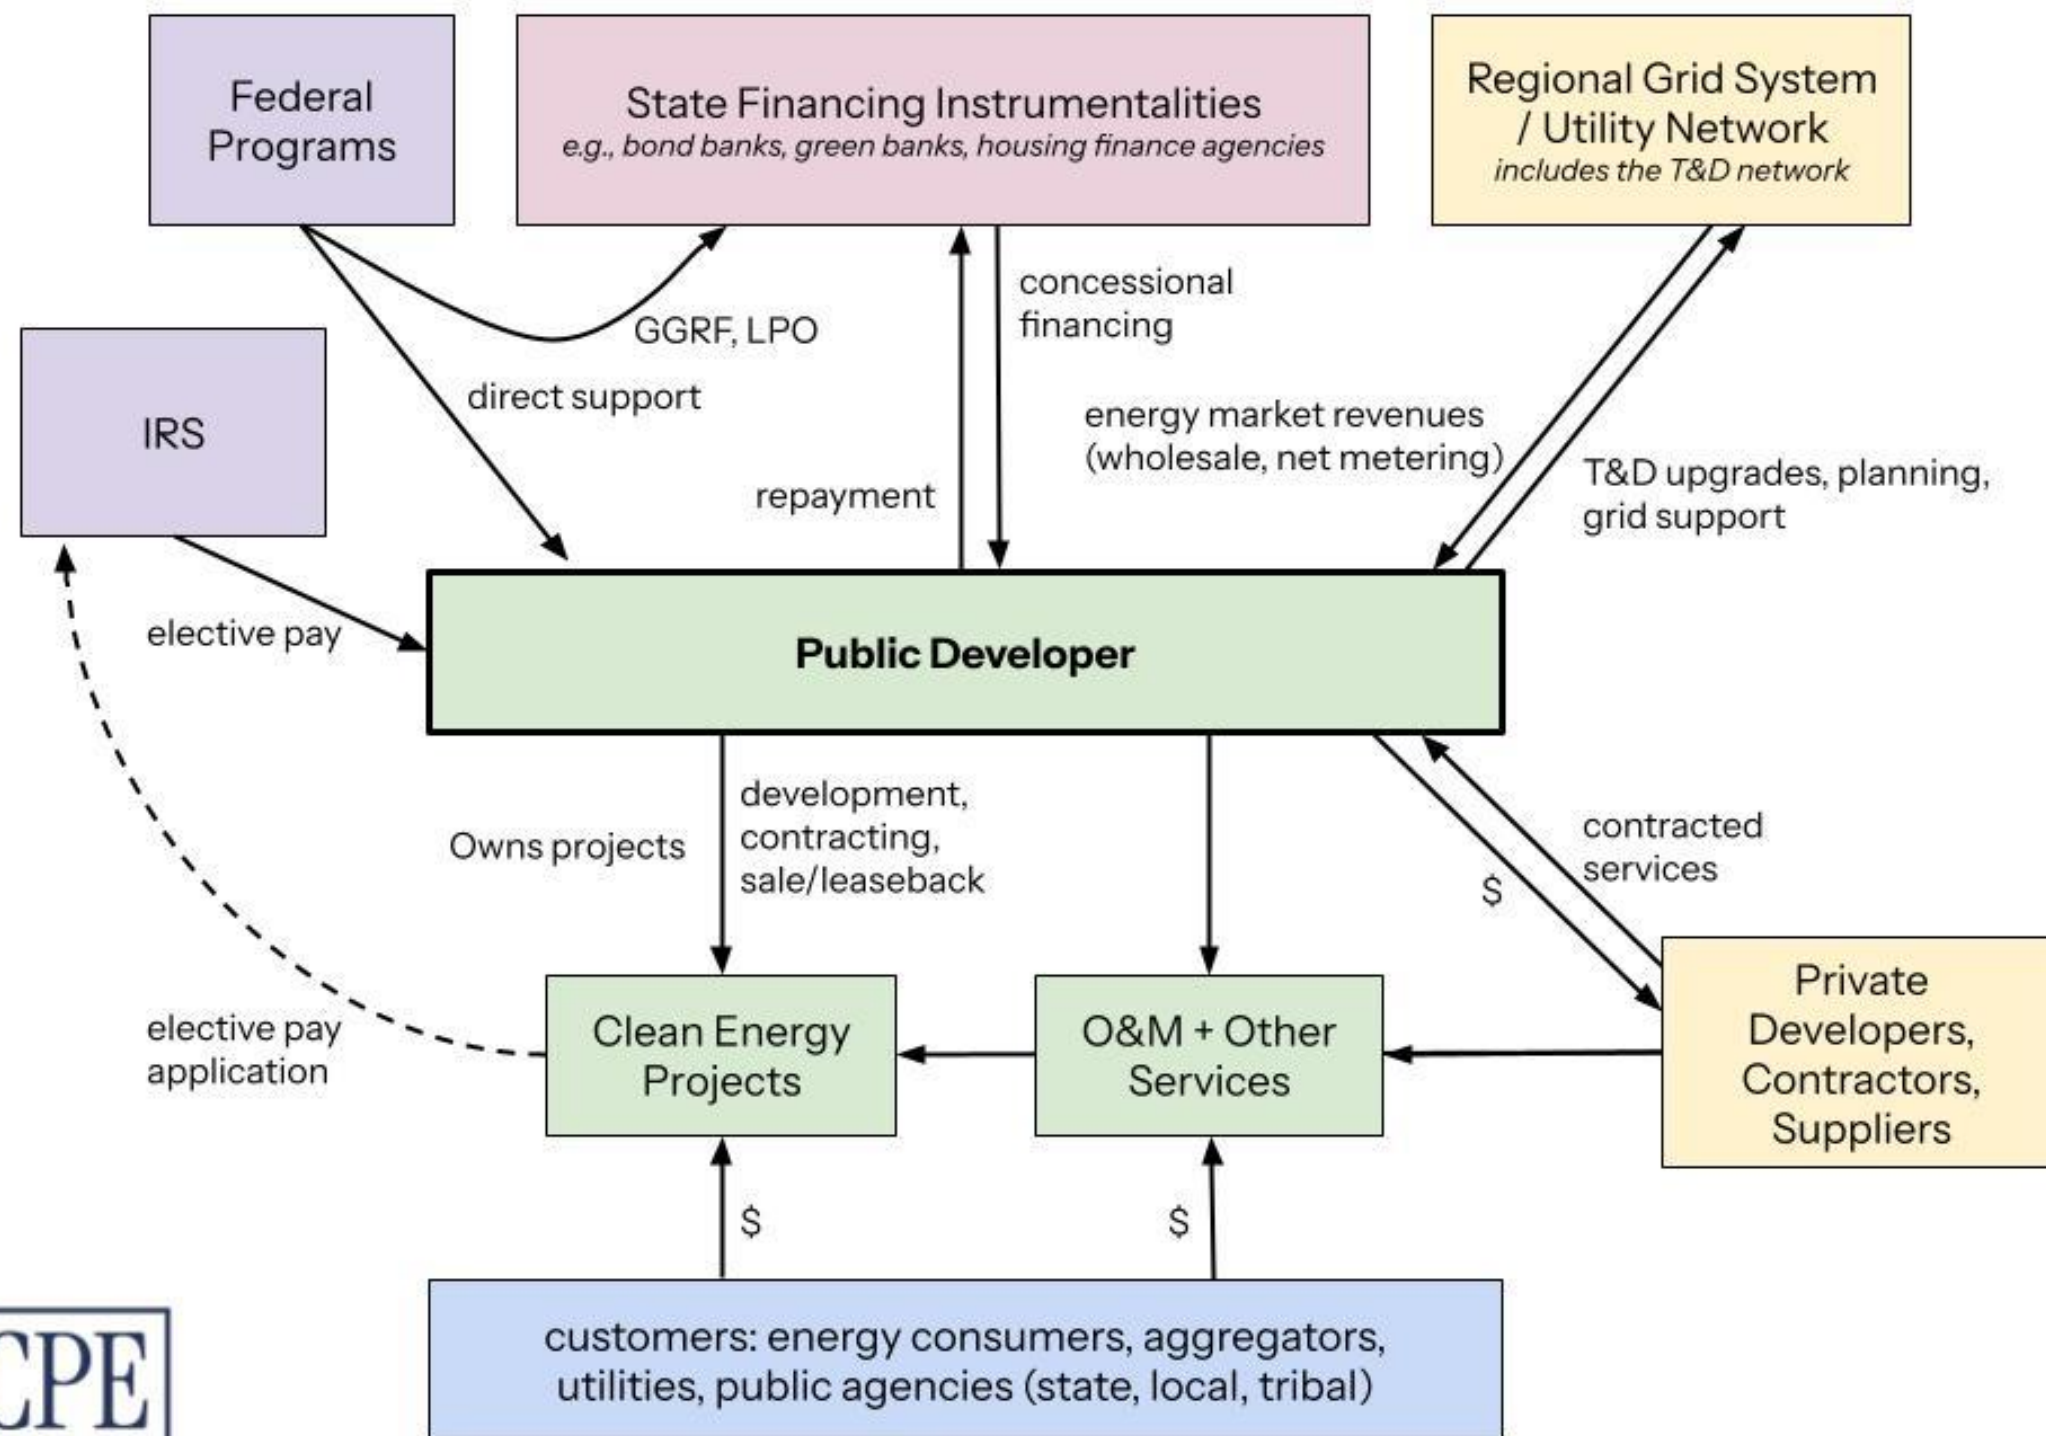 Federal
Programs
State Financing Instrumentalities
e.g., bond banks, green banks, housing finance agencies
Regional Grid System
/ Utility Network
includes the T&D network
concessional
financing
GGRF, LPO
direct support
IRS
energy market revenues
(wholesale, net metering)
T&D upgrades, planning,
grid support
repayment
elective pay
Public Developer
development,
contracting,
sale/leaseback
Owns projects
contracted
services
$
Private
Developers,
Contractors,
Suppliers
Clean Energy
Projects
O&M + Other
Services
elective pay
application
$
$
customers: energy consumers, aggregators,
utilities, public agencies (state, local, tribal)
CPE